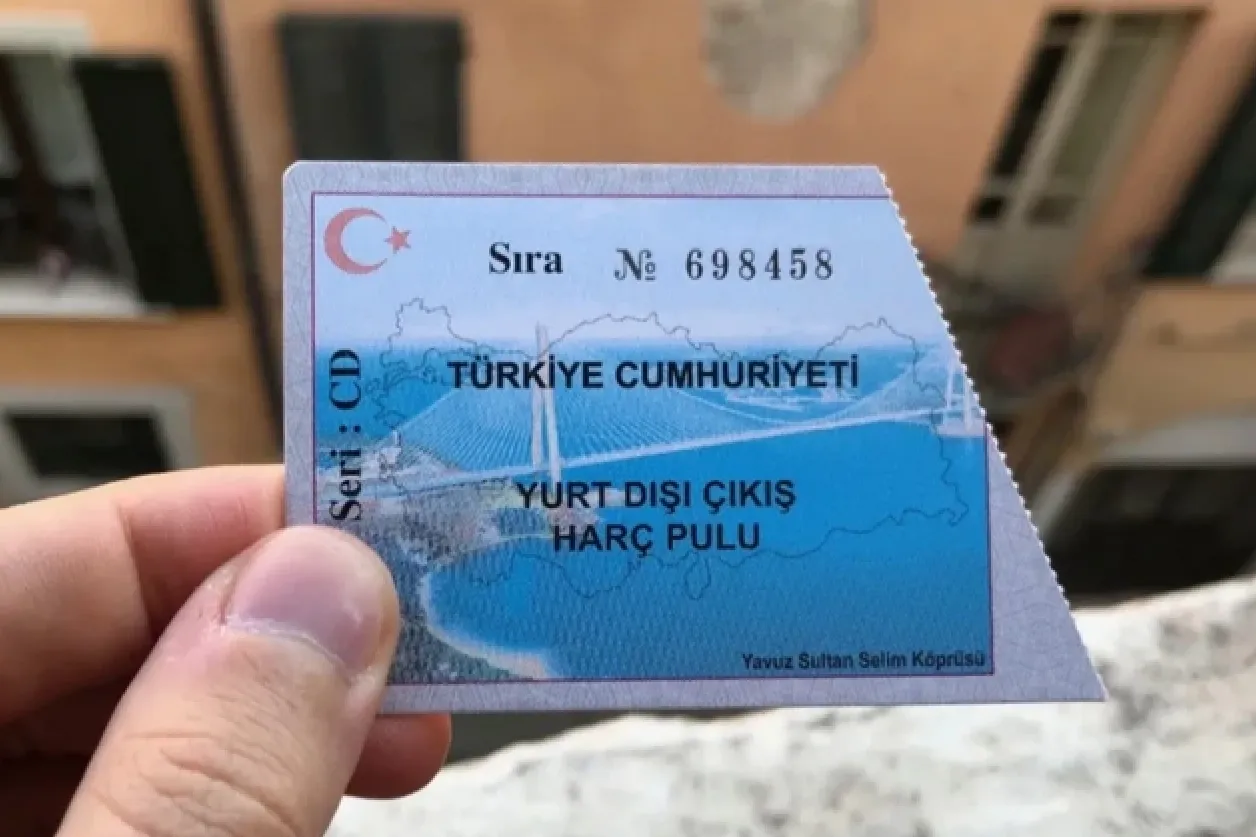 Sıra № 698458
Seri : CD
TÜRKİYE CUMHURİYETİ
YURT DIŞI ÇIKIŞ
HARÇ PULU
Yavuz Sultan Selim Köprüsü